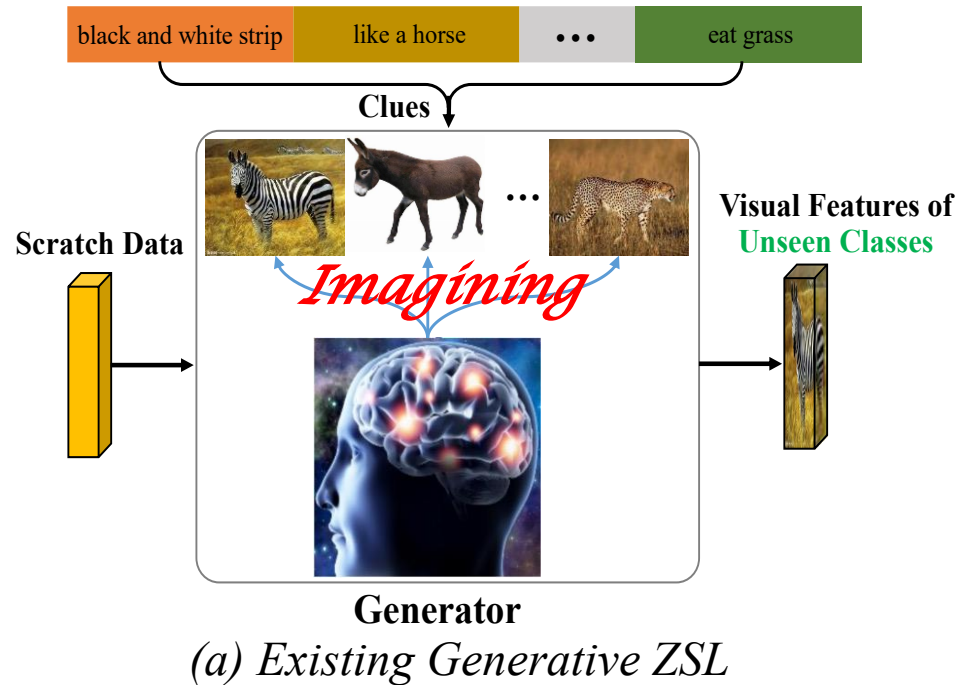 black and white strip like a horse ... eat grass
Clues
...
Scratch Data
Visual Features of
Unseen Classes
Imagining
Generator
(a) Existing Generative ZSL